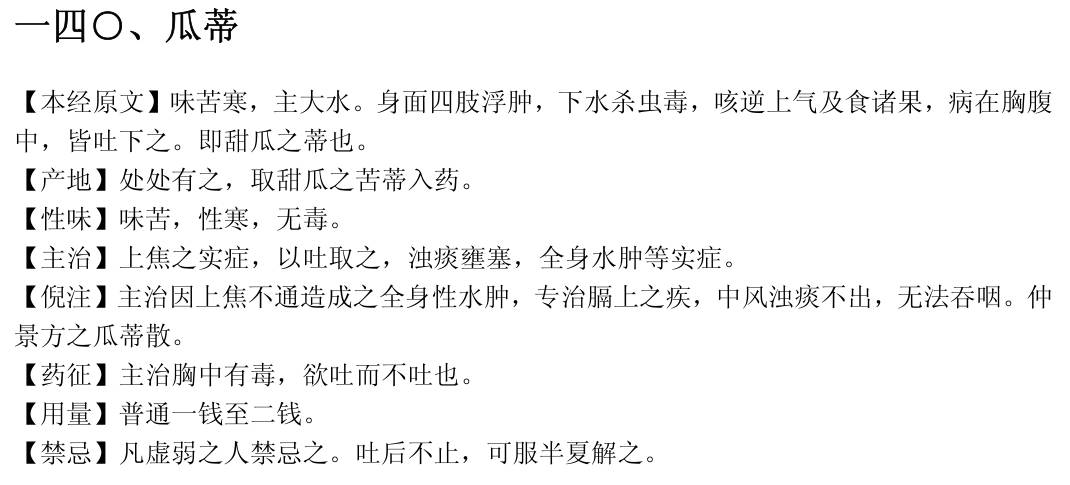 一四〇、瓜蒂
【本经原文】味苦寒，主大水。身面四肢浮肿，下水杀虫毒，咳逆上气及食诸果，病在胸腹
中，皆吐下之。即甜瓜之蒂也。
【产地】处处有之，取甜瓜之苦蒂入药。
【性味】味苦，性寒，无毒。
【主治】上焦之实症，以吐取之，浊痰壅塞，全身水肿等实症。
【倪注】主治因上焦不通造成之全身性水肿，专治膈上之疾，中风浊痰不出，无法吞咽。仲
景方之瓜蒂散。
【药征】主治胸中有毒，欲吐而不吐也。
【用量】普通一钱至二钱。
【禁忌】凡虚弱之人禁忌之。吐后不止，可服半夏解之。